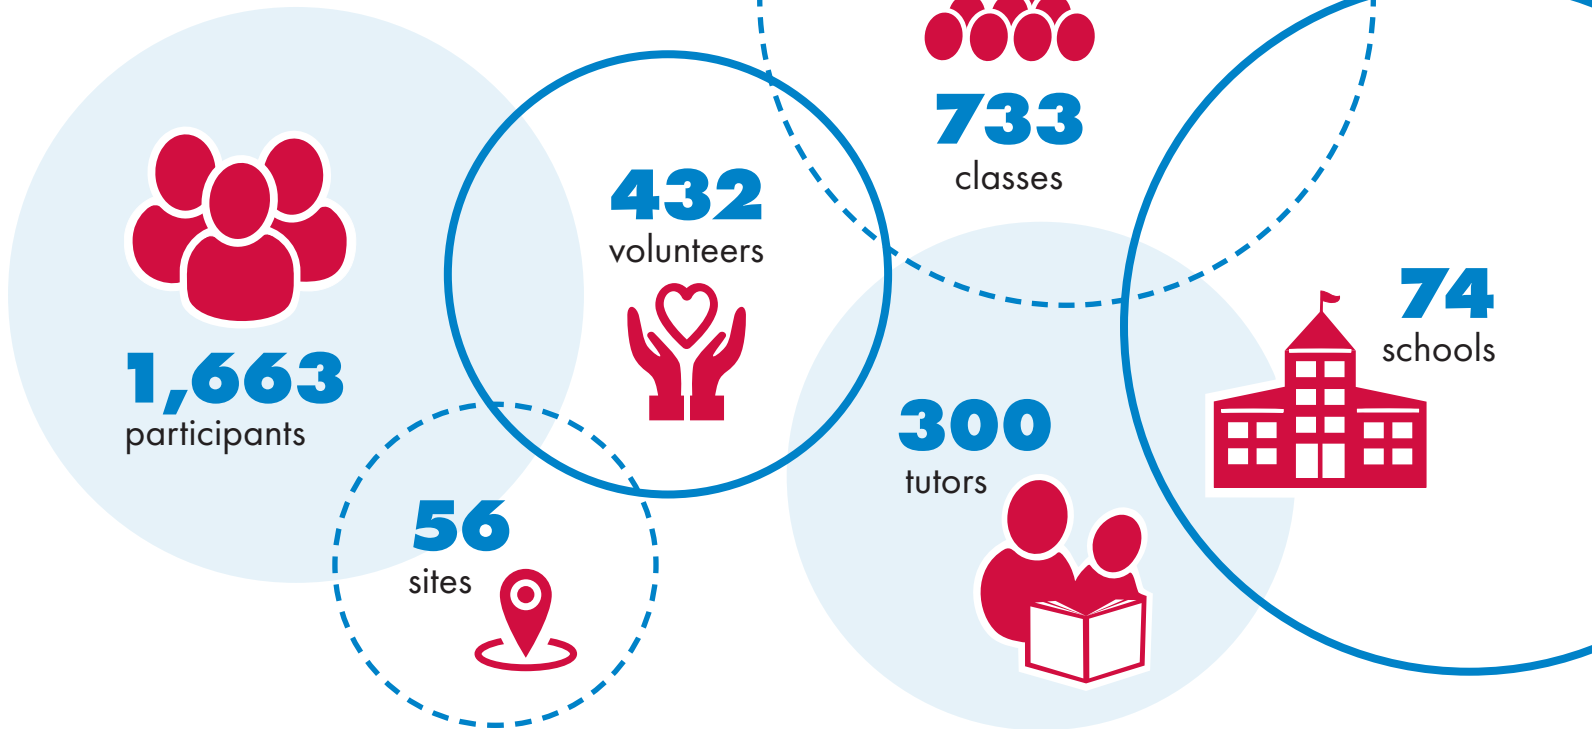 1,663
participants
432
volunteers
56
sites
733
classes
300
tutors
74
schools